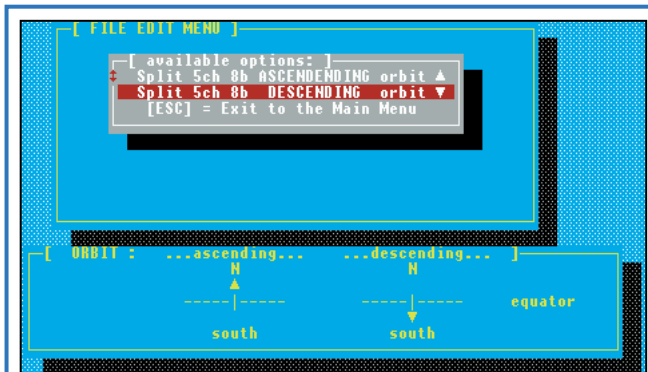 [ FILE EDIT MENU ]
[ available options: ]
Split 5ch 8b ASCENDENDING orbit ▲
Split 5ch 8b DESCENDING orbit ▼
[ESC] = Exit to the Main Menu
[ ORBIT : ...ascending... ...descending... ]
N N
-----|----- -----|----- equator
south south